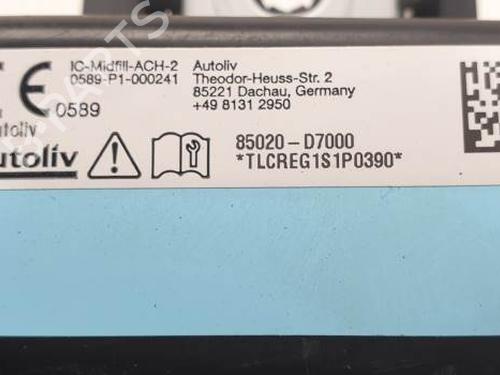 IC-Midfill-ACH-2
0589-P1-000241
CE 0589
Autoliv
Theodor-Heuss-Str. 2
85221 Dachau, Germany
+49 8131 2950
85020-D7000
*TLCREG1S1P0390*